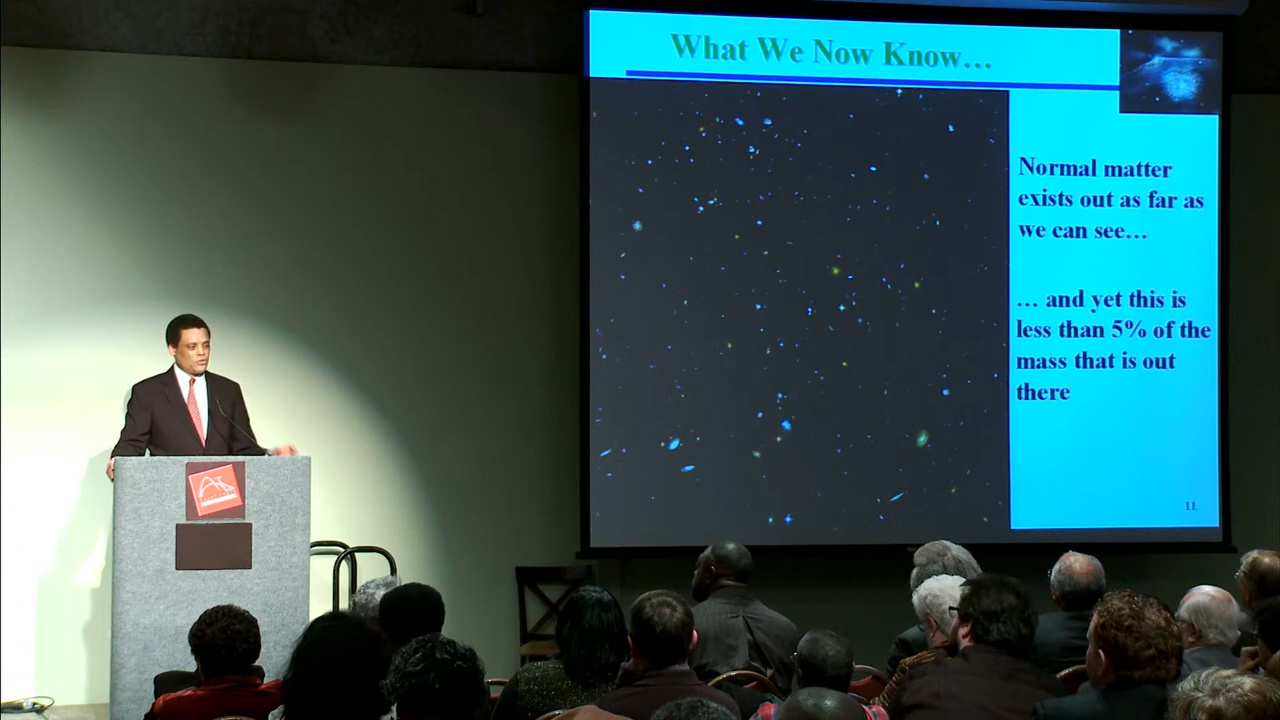 What We Now Know…
Normal matter
exists out as far as
we can see…
… and yet this is
less than 5% of the
mass that is out
there
11